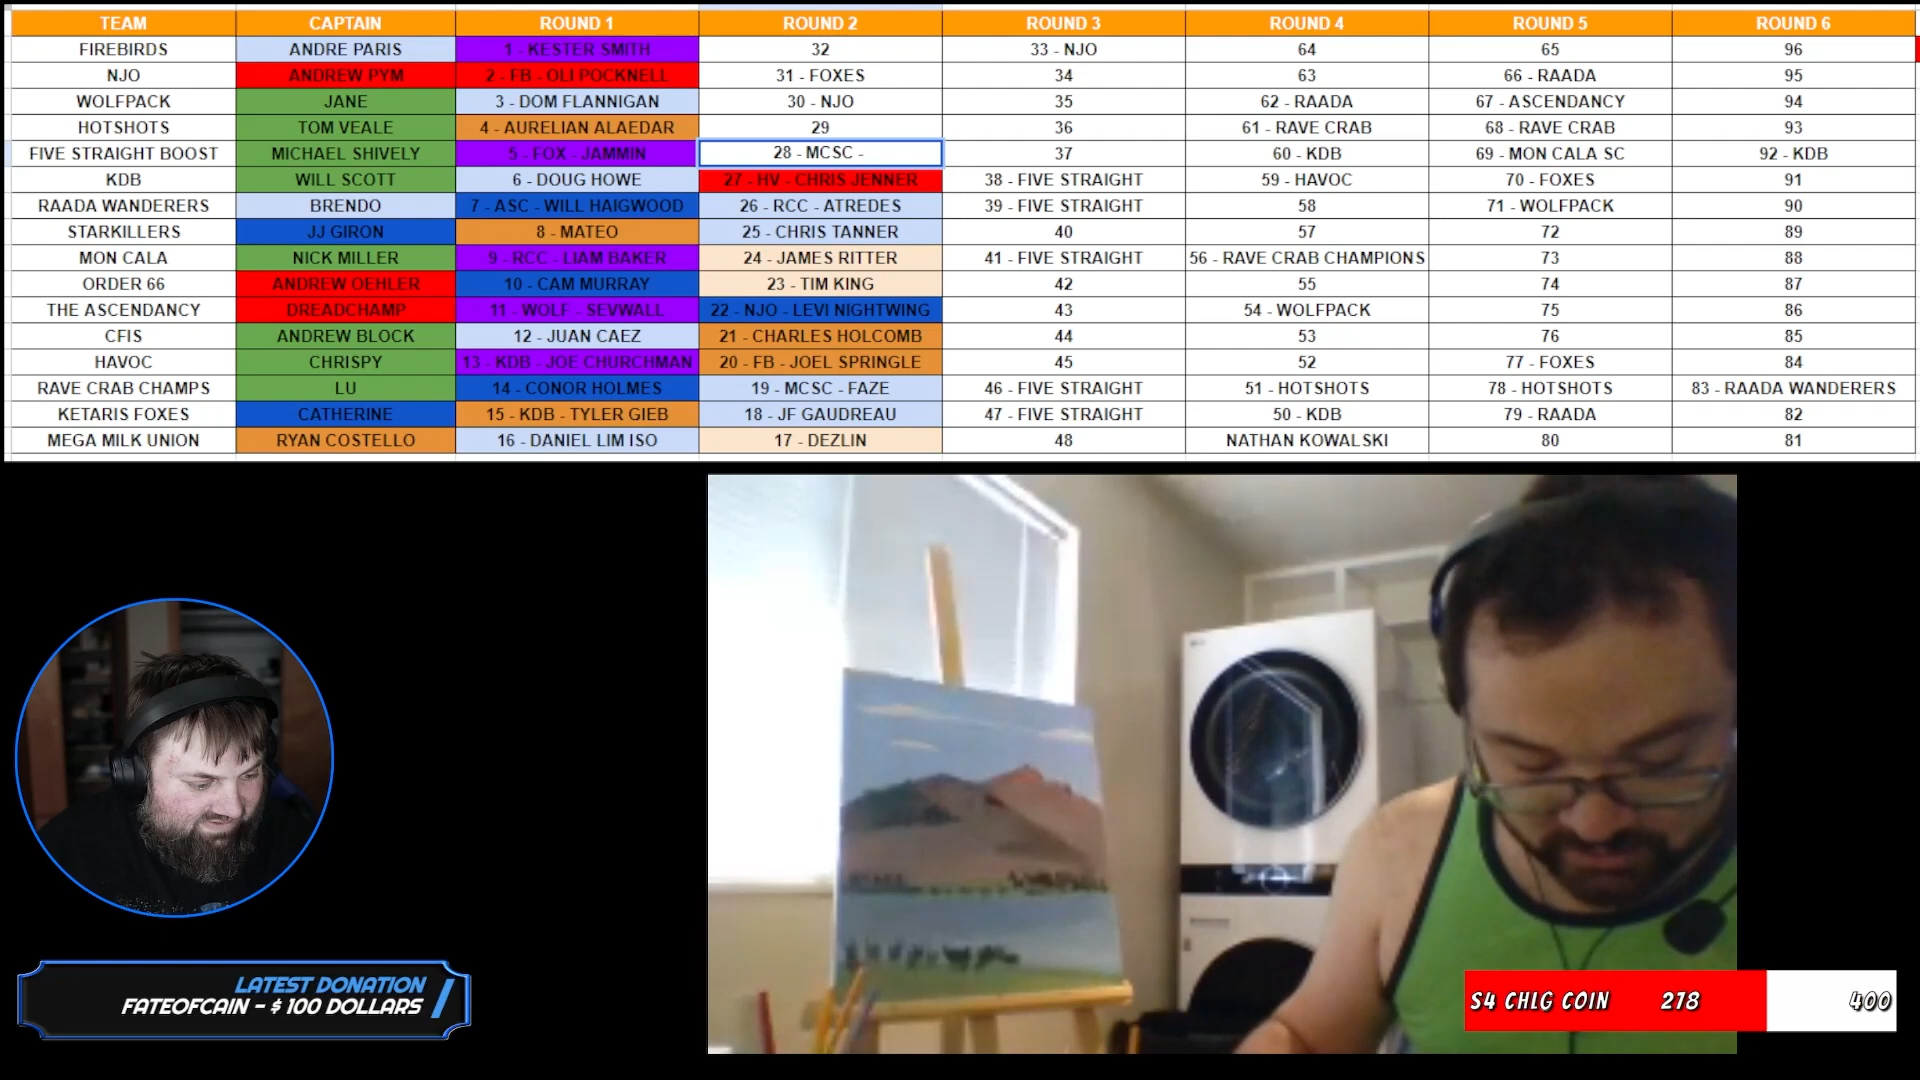 TEAM CAPTAIN ROUND 1 ROUND 2 ROUND 3 ROUND 4 ROUND 5 ROUND 6
FIREBIRDS ANDRE PARIS 1 - KESTER SMITH 32 33 - NJO 64 65 96
NJO ANDREW PYM 2 - FB - OLI POCKNELL 31 - FOXES 34 63 66 - RAADA 95
WOLFPACK JANE 3 - DOM FLANNIGAN 30 - NJO 35 62 - RAADA 67 - ASCENDANCY 94
HOTSHOTS TOM VEALE 4 - AURELIAN ALAEDAR 29 36 61 - RAVE CRAB 68 - RAVE CRAB 93
FIVE STRAIGHT BOOST MICHAEL SHIVELY 5 - FOX - JAMMIN 28 - MCSC - 37 60 - KDB 69 - MON CALA SC 92 - KDB
KDB WILL SCOTT 6 - DOUG HOWE 27 - HV - CHRIS JENNER 38 - FIVE STRAIGHT 59 - HAVOC 70 - FOXES 91
RAADA WANDERERS BRENDO 7 - ASC - WILL HAIGWOOD 26 - RCC - ATREDES 39 - FIVE STRAIGHT 58 71 - WOLFPACK 90
STARKILLERS JJ GIRON 8 - MATEO 25 - CHRIS TANNER 40 57 72 89
MON CALA NICK MILLER 9 - RCC - LIAM BAKER 24 - JAMES RITTER 41 - FIVE STRAIGHT 56 - RAVE CRAB CHAMPIONS 73 88
ORDER 66 ANDREW OEHLER 10 - CAM MURRAY 23 - TIM KING 42 55 74 87
THE ASCENDANCY DREADCHAMP 11 - WOLF - SEVWALL 22 - NJO - LEVI NIGHTWING 43 54 - WOLFPACK 75 86
CFIS ANDREW BLOCK 12 - JUAN CAEZ 21 - CHARLES HOLCOMB 44 53 76 85
HAVOC CHRISPY 13 - KDB - JOE CHURCHMAN 20 - FB - JOEL SPRINGLE 45 52 77 - FOXES 84
RAVE CRAB CHAMPS LU 14 - CONOR HOLMES 19 - MCSC - FAZE 46 - FIVE STRAIGHT 51 - HOTSHOTS 78 - HOTSHOTS 83 - RAADA WANDERERS
KETARIS FOXES CATHERINE 15 - KDB - TYLER GIEB 18 - JF GAUDREAU 47 - FIVE STRAIGHT 50 - KDB 79 - RAADA 82
MEGA MILK UNION RYAN COSTELLO 16 - DANIEL LIM ISO 17 - DEZLIN 48 NATHAN KOWALSKI 80 81
LATEST DONATION
FATEOFCAIN - $ 100 DOLLARS
S4 CHLG COIN 278 400